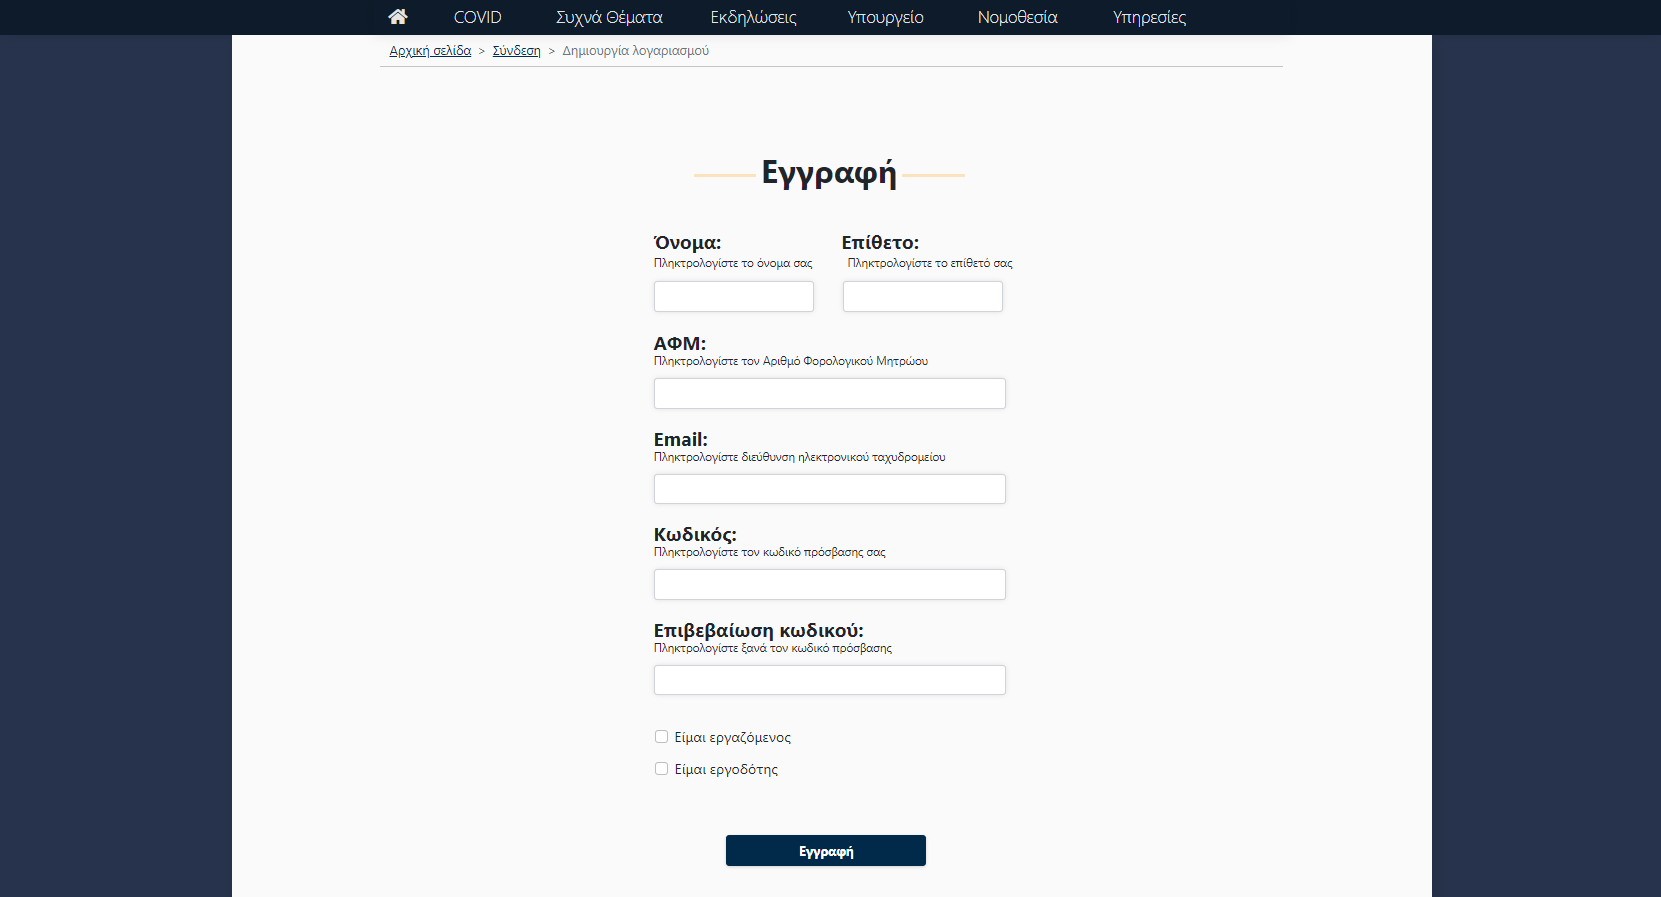 COVID Συχνά Θέματα Εκδηλώσεις Υπουργείο Νομοθεσία Υπηρεσίες
Αρχική σελίδα > Σύνδεση > Δημιουργία λογαριασμού
Εγγραφή
Όνομα: Επίθετο:
Πληκτρολογίστε το όνομα σας Πληκτρολογίστε το επίθετό σας
ΑΦΜ:
Πληκτρολογίστε τον Αριθμό Φορολογικού Μητρώου
Email:
Πληκτρολογίστε διεύθυνση ηλεκτρονικού ταχυδρομείου
Κωδικός:
Πληκτρολογίστε τον κωδικό πρόσβασης σας
Επιβεβαίωση κωδικού:
Πληκτρολογίστε ξανά τον κωδικό πρόσβασης
Είμαι εργαζόμενος
Είμαι εργοδότης
Εγγραφή